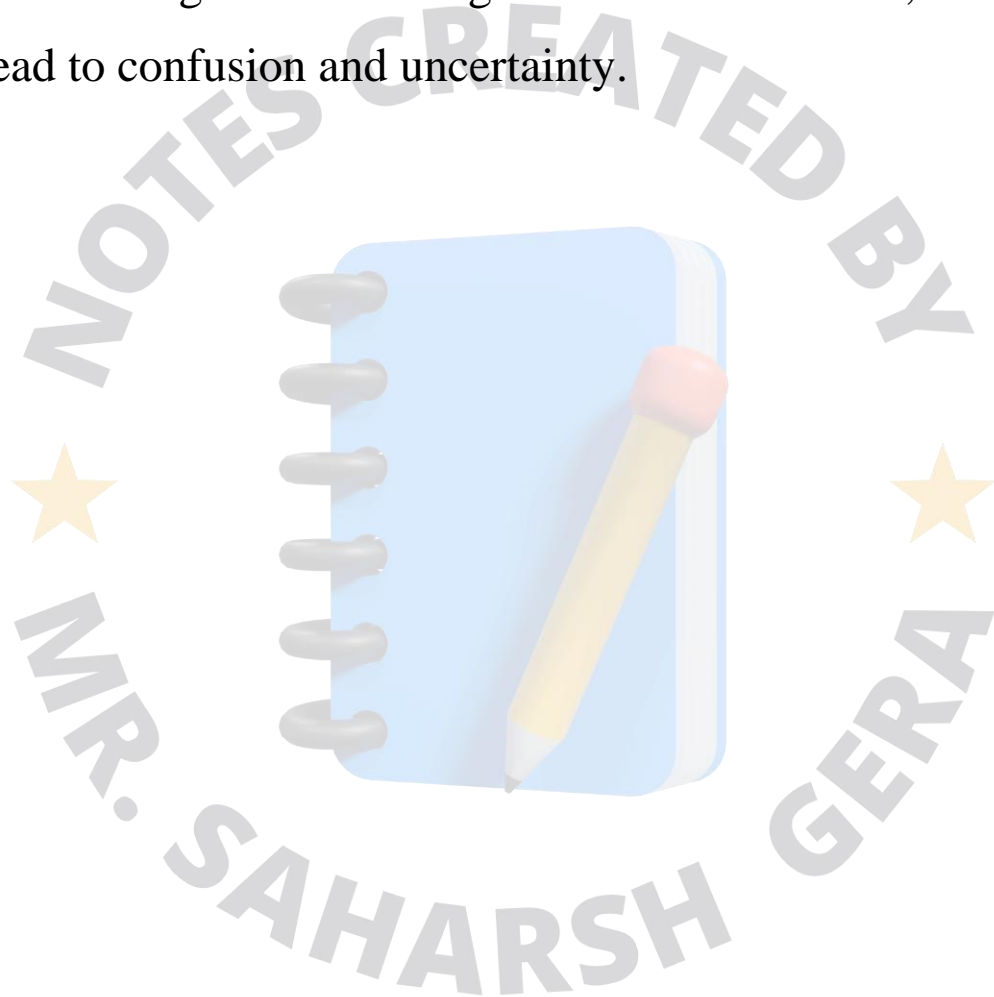 ead to confusion and uncertainty.
NOTES CREATED BY
MR. SAHARSH GERA